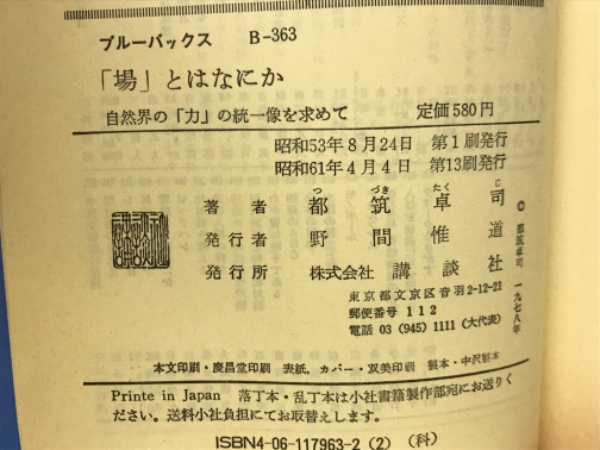 ブルーバックス B-363
「場」とはなにか
自然界の「力」の統一像を求めて 定価580円
昭和53年8月24日 第1刷発行
昭和61年4月4日 第13刷発行
つ づき たく じ
著者 都筑卓司
発行者 野間惟道
発行所 株式会社 講談社
東京都文京区音羽2-12-21
郵便番号 112
電話 03 (945) 1111 (大代表)
© 都筑卓司 一九七八年
本文印刷・慶昌堂印刷 表紙,カバー・双美印刷 製本・中沢製本
Printe in Japan 落丁本・乱丁本は小社書籍製作部宛にお送りく
ださい。送料小社負担にてお取替えします。
ISBN4-06-117963-2 (2) (科)